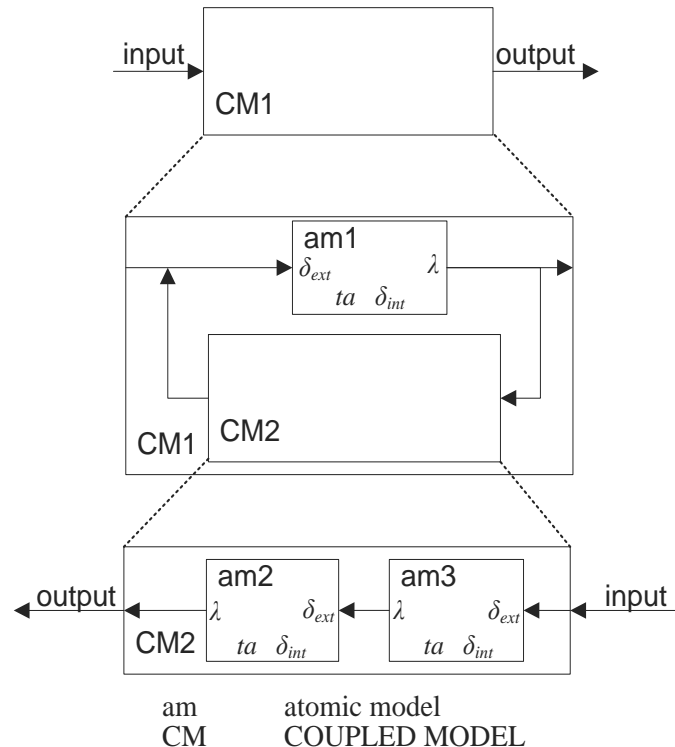 input
output
CM1
am1
δext
λ
ta δint
CM2
CM1
am2
am3
output
λ
δext
λ
δext
input
CM2
ta δint
ta δint
am atomic model
CM COUPLED MODEL